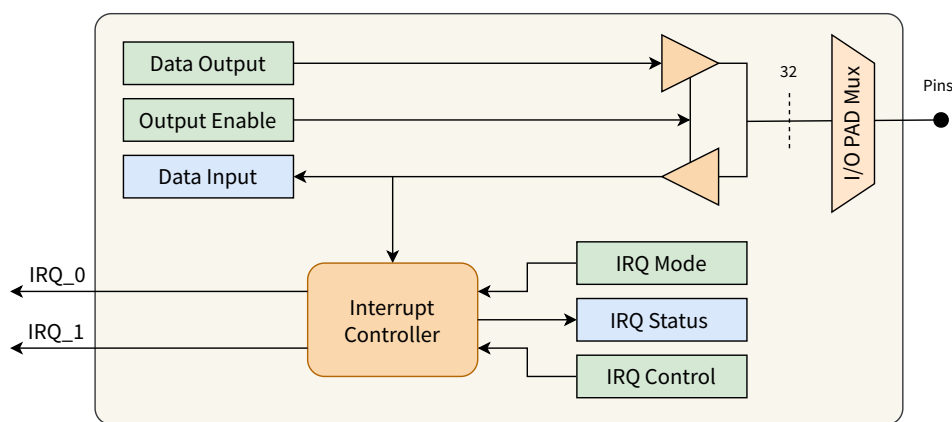 Data Output
32
Pins
Output Enable
I/O PAD Mux
Data Input
IRQ_0
IRQ Mode
Interrupt
Controller
IRQ Status
IRQ_1
IRQ Control